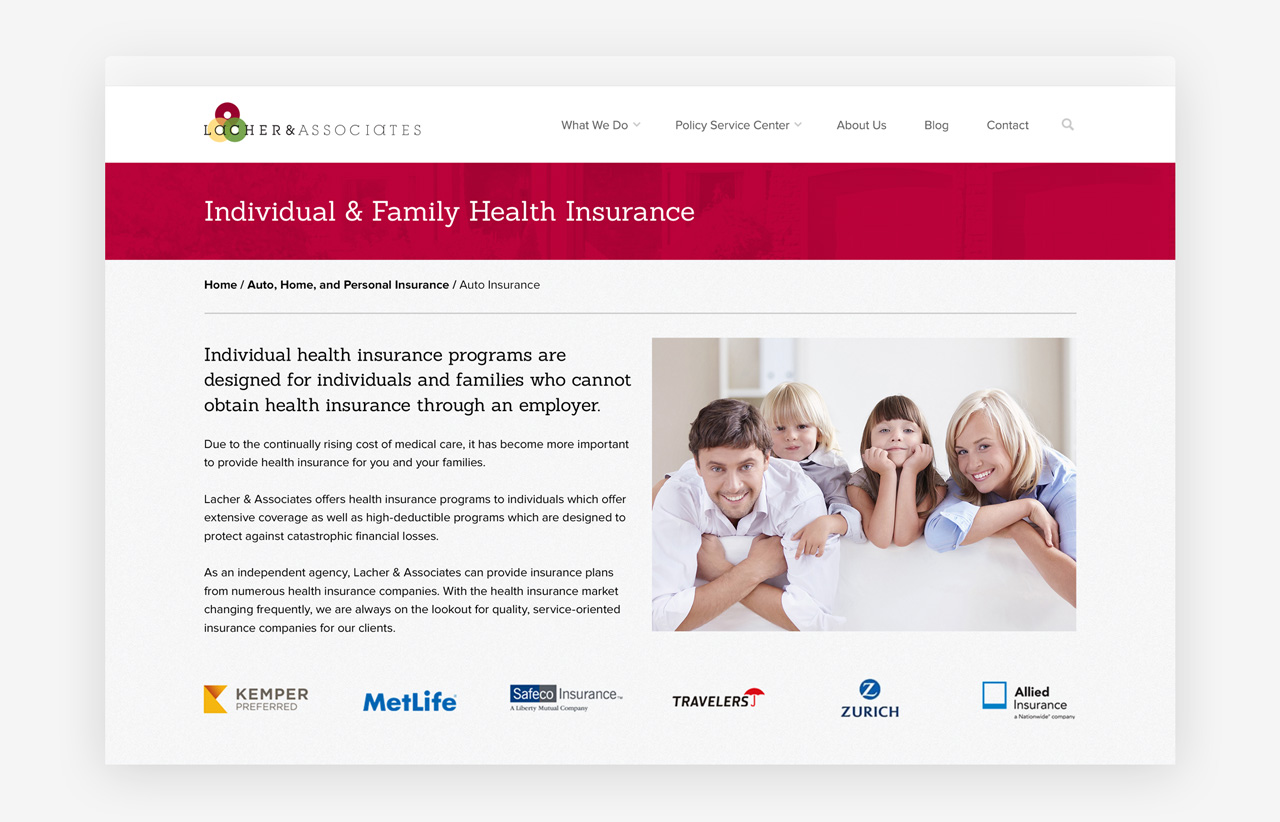 LACHER&ASSOCIATES
What We Do
Policy Service Center
About Us
Blog
Contact
Individual & Family Health Insurance
Home / Auto, Home, and Personal Insurance / Auto Insurance
Individual health insurance programs are
designed for individuals and families who cannot
obtain health insurance through an employer.
Due to the continually rising cost of medical care, it has become more important
to provide health insurance for you and your families.
Lacher & Associates offers health insurance programs to individuals which offer
extensive coverage as well as high-deductible programs which are designed to
protect against catastrophic financial losses.
As an independent agency, Lacher & Associates can provide insurance plans
from numerous health insurance companies. With the health insurance market
changing frequently, we are always on the lookout for quality, service-oriented
insurance companies for our clients.
KEMPER
PREFERRED
MetLife
Safeco Insurance™
A Liberty Mutual Company
TRAVELERS
Z
ZURICH
Allied
Insurance
a Nationwide® company